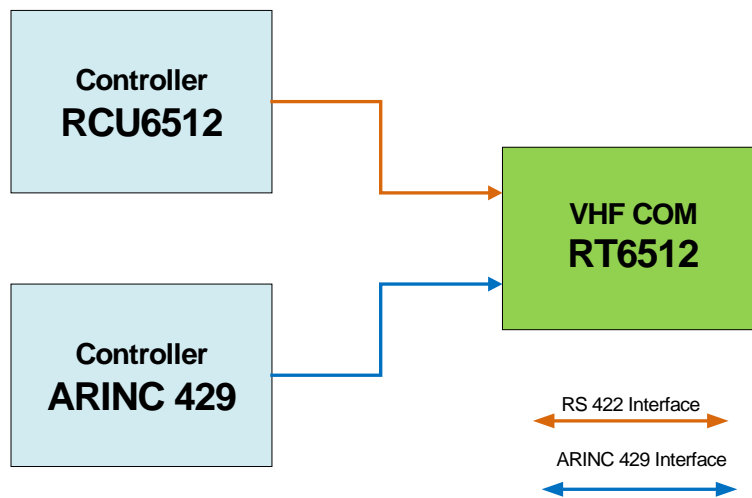 Controller
RCU6512
VHF COM
RT6512
Controller
ARINC 429
RS 422 Interface
ARINC 429 Interface